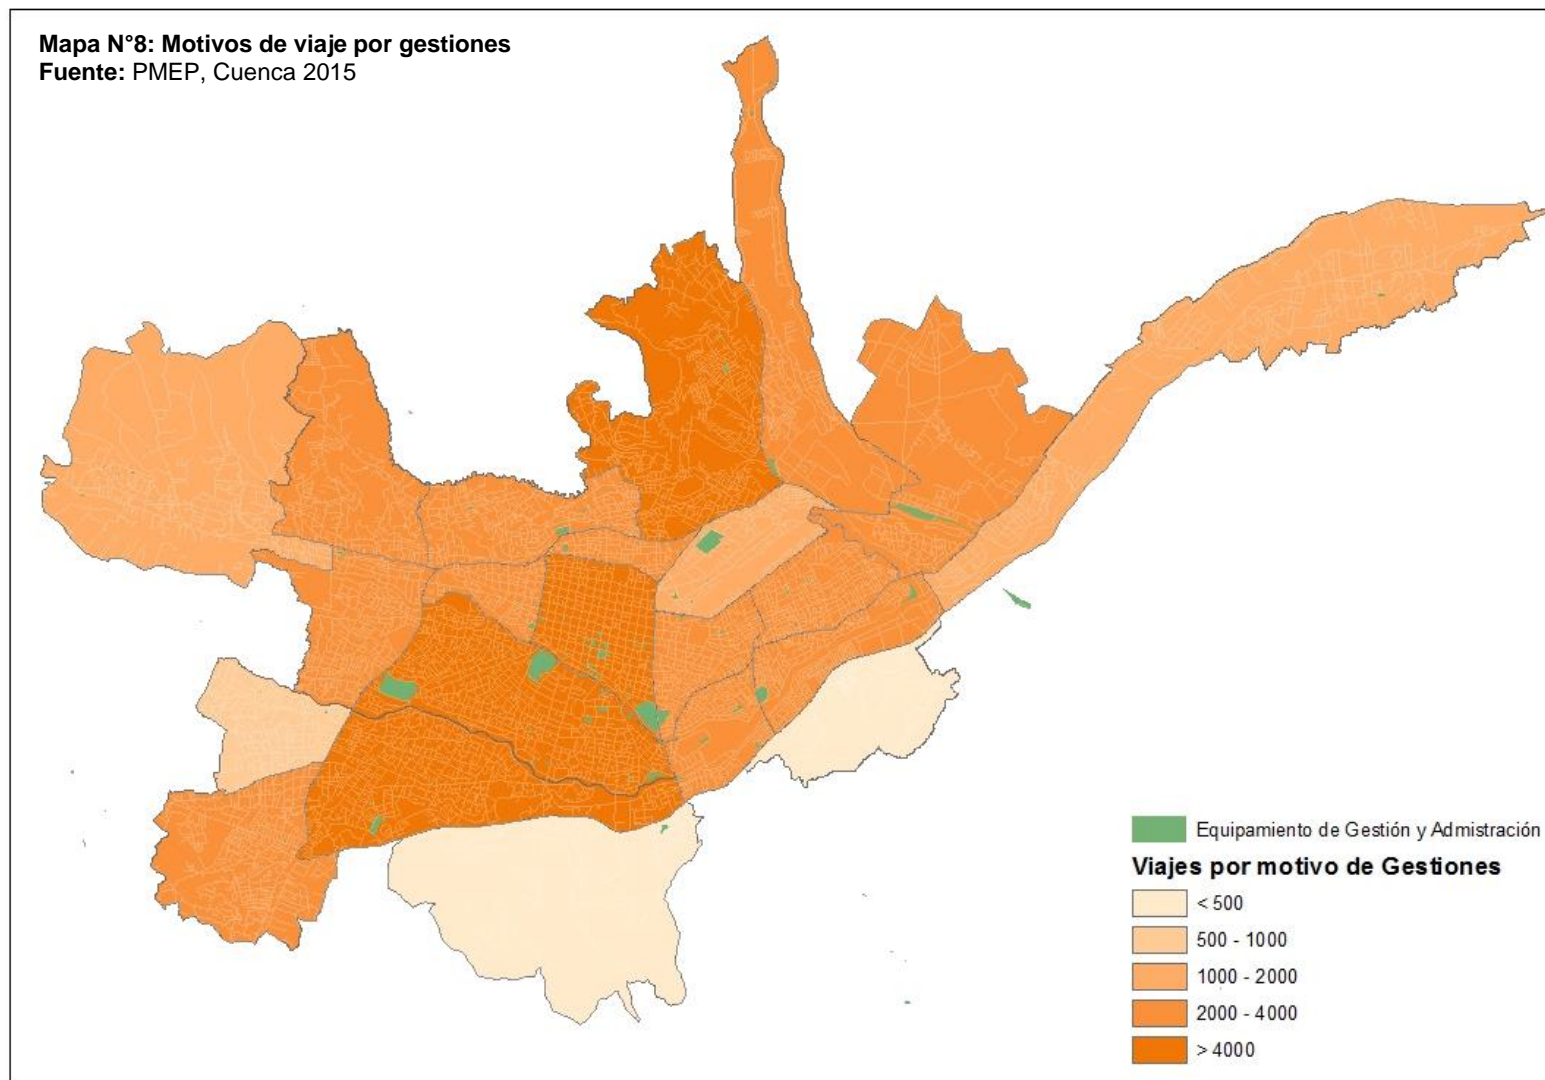 Mapa N°8: Motivos de viaje por gestiones
Fuente: PMEP, Cuenca 2015
Equipamiento de Gestión y Admistración
Viajes por motivo de Gestiones
< 500
500 - 1000
1000 - 2000
2000 - 4000
> 4000